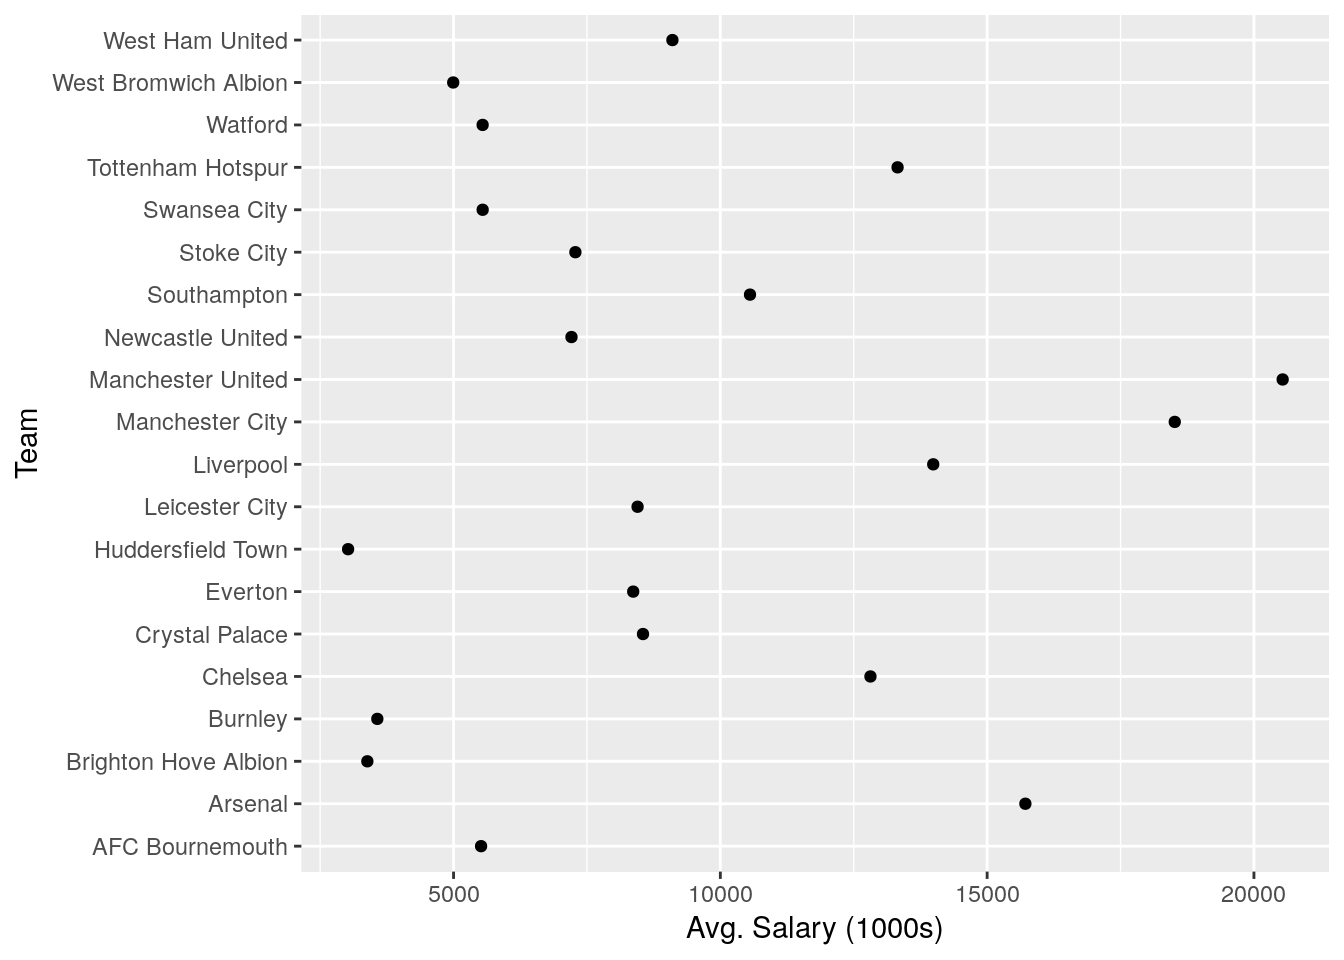 West Ham United
West Bromwich Albion
Watford
Tottenham Hotspur
Swansea City
Stoke City
Southampton
Newcastle United
Manchester United
Manchester City
Liverpool
Leicester City
Huddersfield Town
Everton
Crystal Palace
Chelsea
Burnley
Brighton Hove Albion
Arsenal
AFC Bournemouth
Team
5000 10000 15000 20000
Avg. Salary (1000s)